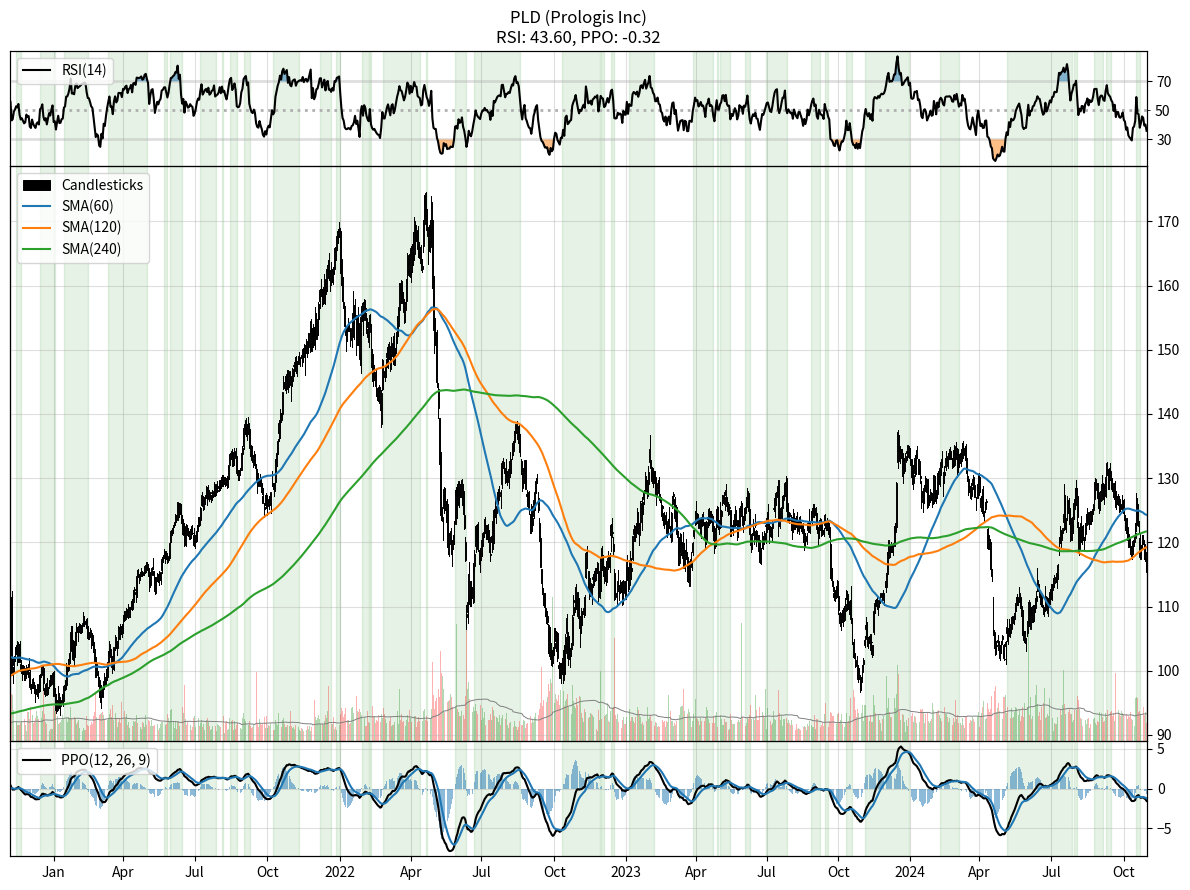 PLD (Prologis Inc)
RSI: 43.60, PPO: -0.32
RSI(14)
70
50
30
Candlesticks
SMA(60)
SMA(120)
SMA(240)
170
160
150
140
130
120
110
100
90
PPO(12, 26, 9)
5
0
−5
Jan Apr Jul Oct 2022 Apr Jul Oct 2023 Apr Jul Oct 2024 Apr Jul Oct